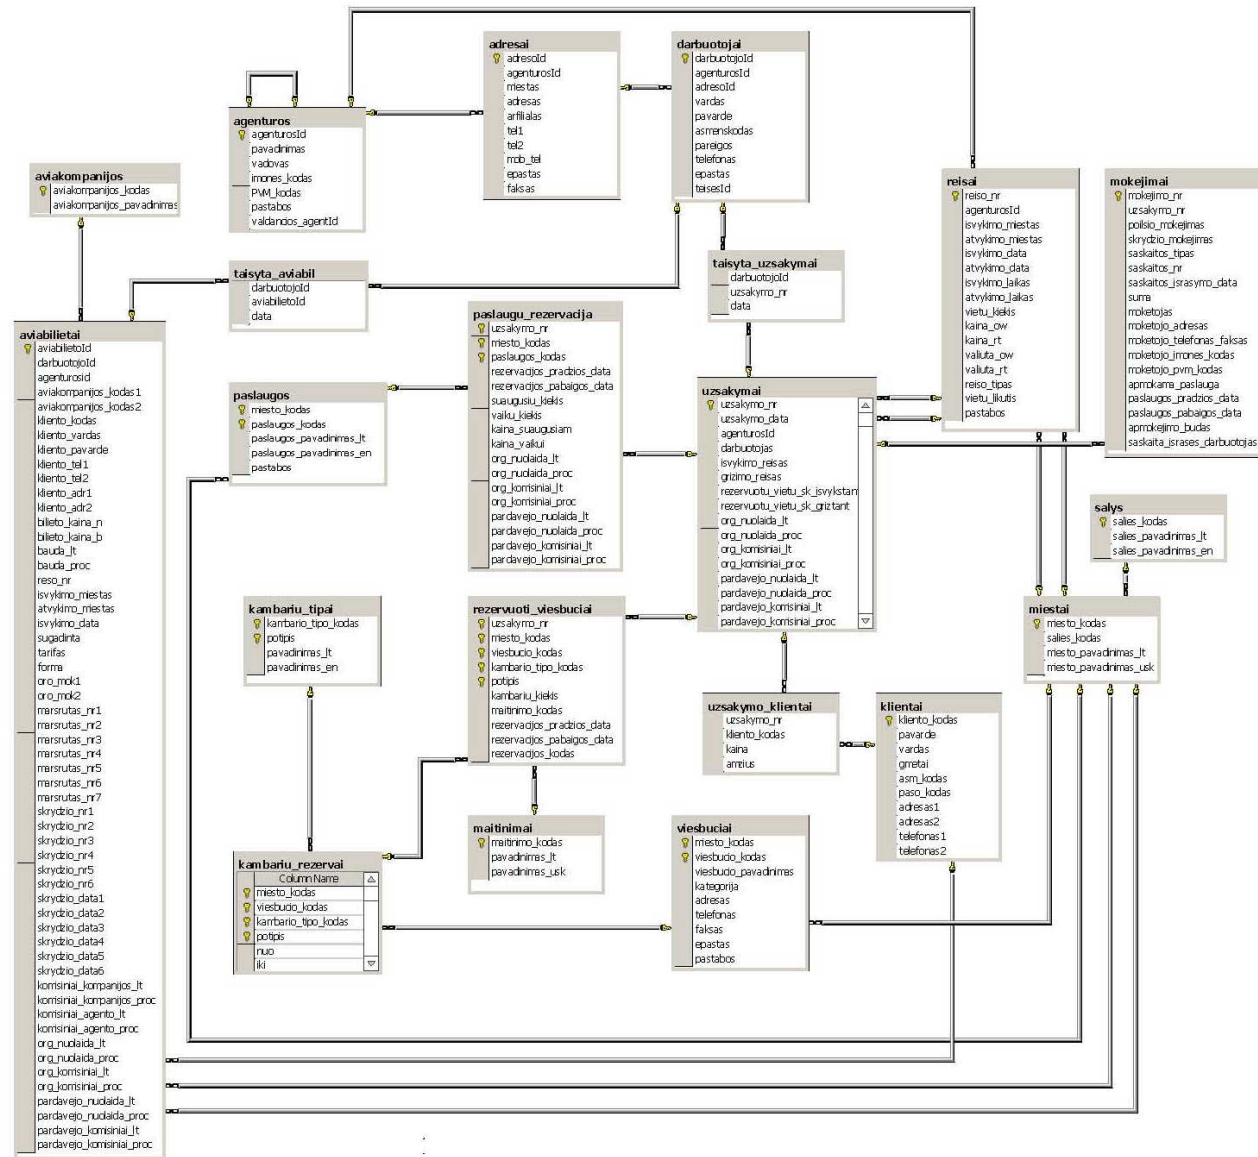 adresai
adresoId
agenturosId
miestas
adresas
arfilialas
tel1
tel2
mob_tel
epastas
faksas
darbuotojai
darbuotojoId
agenturosId
adresoId
vardas
pavarde
asmenskodas
pareigos
telefonas
epastas
teisesId
agenturos
agenturosId
pavadinimas
vadovas
imones_kodas
PVM_kodas
pastabos
valdancios_agentId
aviakompanijos
aviakompanijos_kodas
aviakompanijos_pavadinimas
reisai
reiso_nr
agenturosId
isvykimo_miestas
atvykimo_miestas
isvykimo_data
atvykimo_data
isvykimo_laikas
atvykimo_laikas
vietu_kiekis
kaina_ow
kaina_rt
valiuta_ow
valiuta_rt
reiso_tipas
vietu_likutis
pastabos
mokejimai
mokejimo_nr
uzsakymo_nr
poilsio_mokejimas
skrydzio_mokejimas
saskaitos_tipas
saskaitos_nr
saskaitos_israsymo_data
suma
moketojas
moketojo_adresas
moketojo_telefonas_faksas
moketojo_imones_kodas
moketojo_pvm_kodas
apmokama_paslauga
paslaugos_pradzios_data
paslaugos_pabaigos_data
apmokejimo_budas
saskaita_israses_darbuotojas
taisyta_aviabil
darbuotojoId
aviabilietoId
data
taisyta_uzsakymai
darbuotojoId
uzsakymo_nr
data
aviabilietai
aviabilietoId
darbuotojoId
agenturosid
aviakompanijos_kodas1
aviakompanijos_kodas2
kliento_kodas
kliento_vardas
kliento_pavarde
kliento_tel1
kliento_tel2
kliento_adr1
kliento_adr2
bilieto_kaina_n
bilieto_kaina_b
bauda_lt
bauda_proc
reso_nr
isvykimo_miestas
atvykimo_miestas
isvykimo_data
sugadinta
tarifas
forma
oro_mok1
oro_mok2
marsrutas_nr1
marsrutas_nr2
marsrutas_nr3
marsrutas_nr4
marsrutas_nr5
marsrutas_nr6
marsrutas_nr7
skrydzio_nr1
skrydzio_nr2
skrydzio_nr3
skrydzio_nr4
skrydzio_nr5
skrydzio_nr6
skrydzio_data1
skrydzio_data2
skrydzio_data3
skrydzio_data4
skrydzio_data5
skrydzio_data6
komisiniai_kompanijos_lt
komisiniai_kompanijos_proc
komisiniai_agento_lt
komisiniai_agento_proc
org_nuolaida_lt
org_nuolaida_proc
org_komisiniai_lt
org_komisiniai_proc
pardavejo_nuolaida_lt
pardavejo_nuolaida_proc
pardavejo_komisiniai_lt
pardavejo_komisiniai_proc
paslaugu_rezervacija
uzsakymo_nr
miesto_kodas
paslaugos_kodas
rezervacijos_pradzios_data
rezervacijos_pabaigos_data
suaugusiu_kiekis
vaiku_kiekis
kaina_suaugusiam
kaina_vaikui
org_nuolaida_lt
org_nuolaida_proc
org_komisiniai_lt
org_komisiniai_proc
pardavejo_nuolaida_lt
pardavejo_nuolaida_proc
pardavejo_komisiniai_lt
pardavejo_komisiniai_proc
paslaugos
miesto_kodas
paslaugos_kodas
paslaugos_pavadinimas_lt
paslaugos_pavadinimas_en
pastabos
uzsakymai
uzsakymo_nr
uzsakymo_data
agenturosId
darbuotojas
isvykimo_reisas
grizimo_reisas
rezervuotu_vietu_sk_isvykstant
rezervuotu_vietu_sk_griztant
org_nuolaida_lt
org_nuolaida_proc
org_komisiniai_lt
org_komisiniai_proc
pardavejo_nuolaida_lt
pardavejo_nuolaida_proc
pardavejo_komisiniai_lt
pardavejo_komisiniai_proc
salys
salies_kodas
salies_pavadinimas_lt
salies_pavadinimas_en
miestai
miesto_kodas
salies_kodas
miesto_pavadinimas_lt
miesto_pavadinimas_usk
kambariu_tipai
kambario_tipo_kodas
potipis
pavadinimas_lt
pavadinimas_en
rezervuoti_viesbuciai
uzsakymo_nr
miesto_kodas
viesbucio_kodas
kambario_tipo_kodas
potipis
kambariu_kiekis
maitinimo_kodas
rezervacijos_pradzios_data
rezervacijos_pabaigos_data
rezervacijos_kodas
uzsakymo_klientai
uzsakymo_nr
kliento_kodas
kaina
amzius
klientai
kliento_kodas
pavarde
vardas
gmetai
asm_kodas
paso_kodas
adresas1
adresas2
telefonas1
telefonas2
maitinimai
maitinimo_kodas
pavadinimas_lt
pavadinimas_usk
viesbuciai
miesto_kodas
viesbucio_kodas
viesbucio_pavadinimas
kategorija
adresas
telefonas
faksas
epastas
pastabos
kambariu_rezervai
Column Name
miesto_kodas
viesbucio_kodas
kambario_tipo_kodas
potipis
nuo
iki